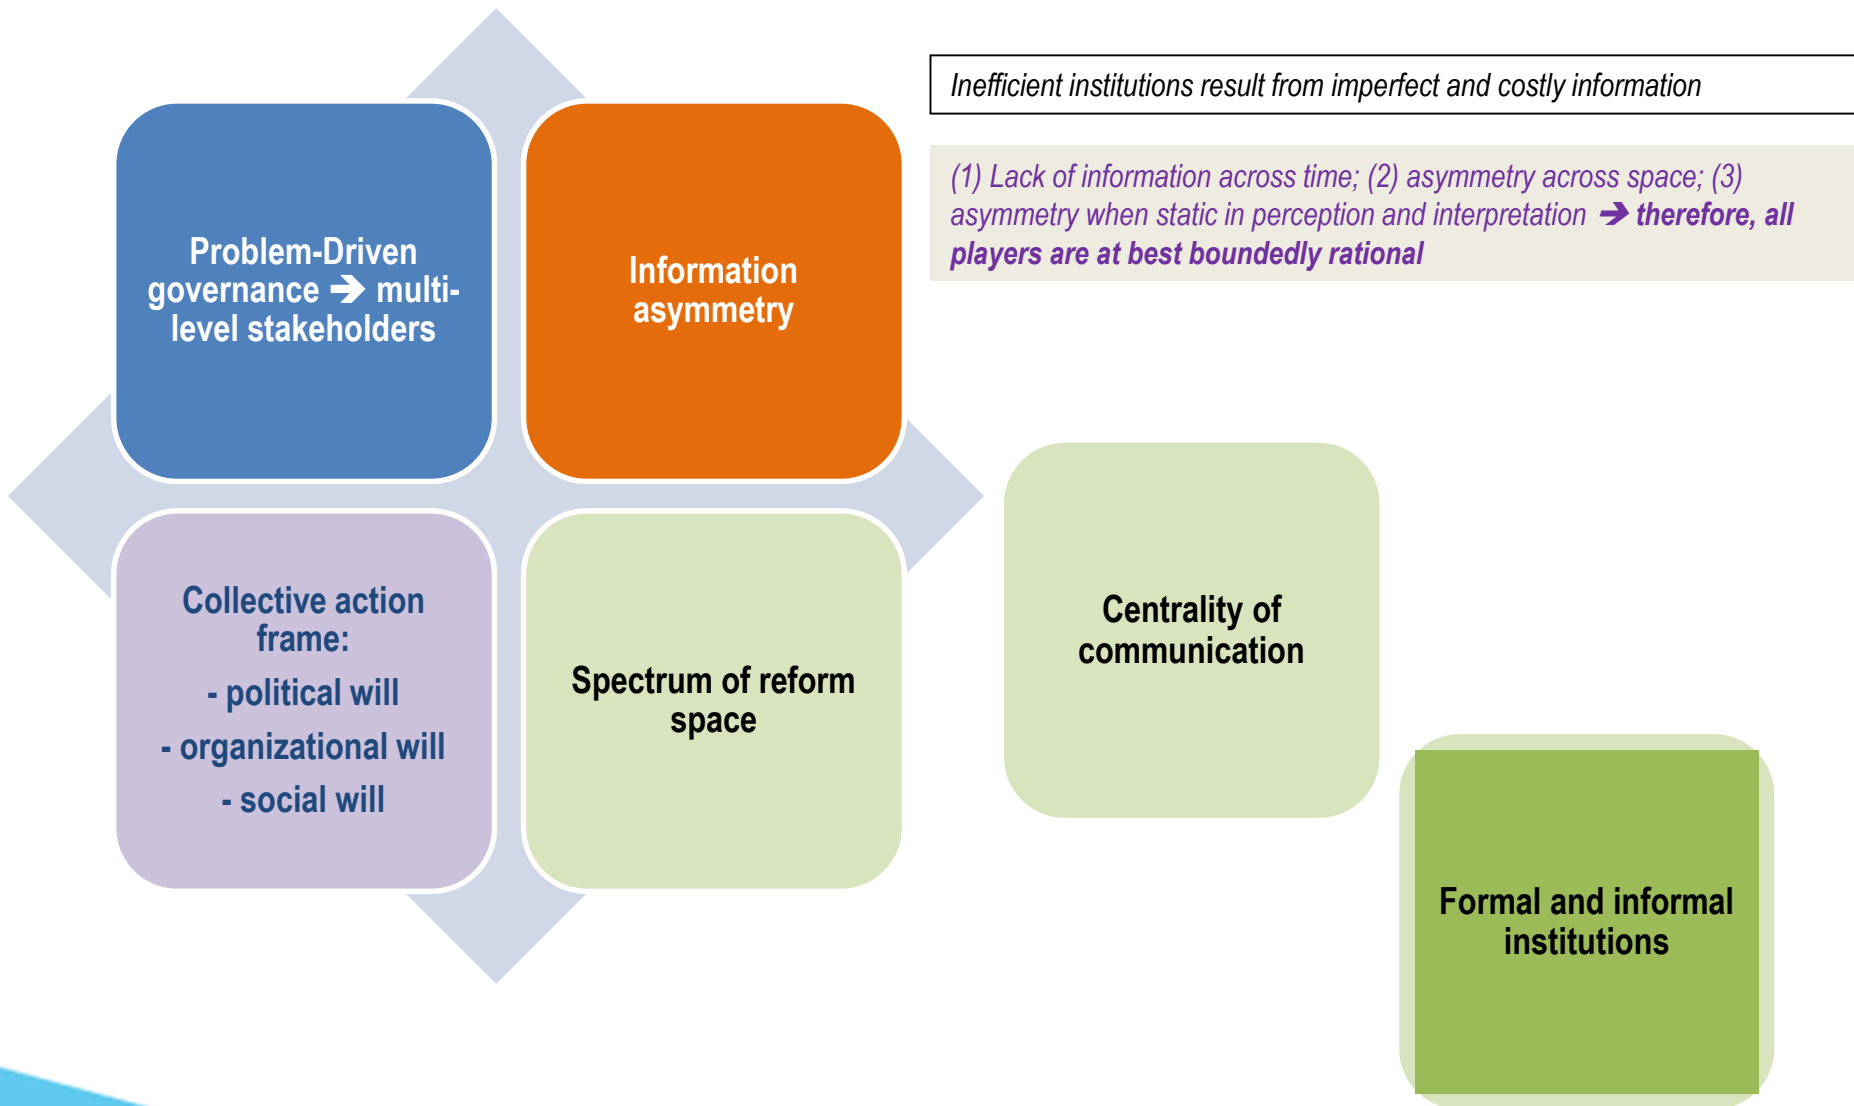 Inefficient institutions result from imperfect and costly information
(1) Lack of information across time; (2) asymmetry across space; (3)
asymmetry when static in perception and interpretation ➔ therefore, all
players are at best boundedly rational
Problem-Driven
governance ➔ multi-
level stakeholders
Information
asymmetry
Collective action
frame:
- political will
- organizational will
- social will
Spectrum of reform
space
Centrality of
communication
Formal and informal
institutions